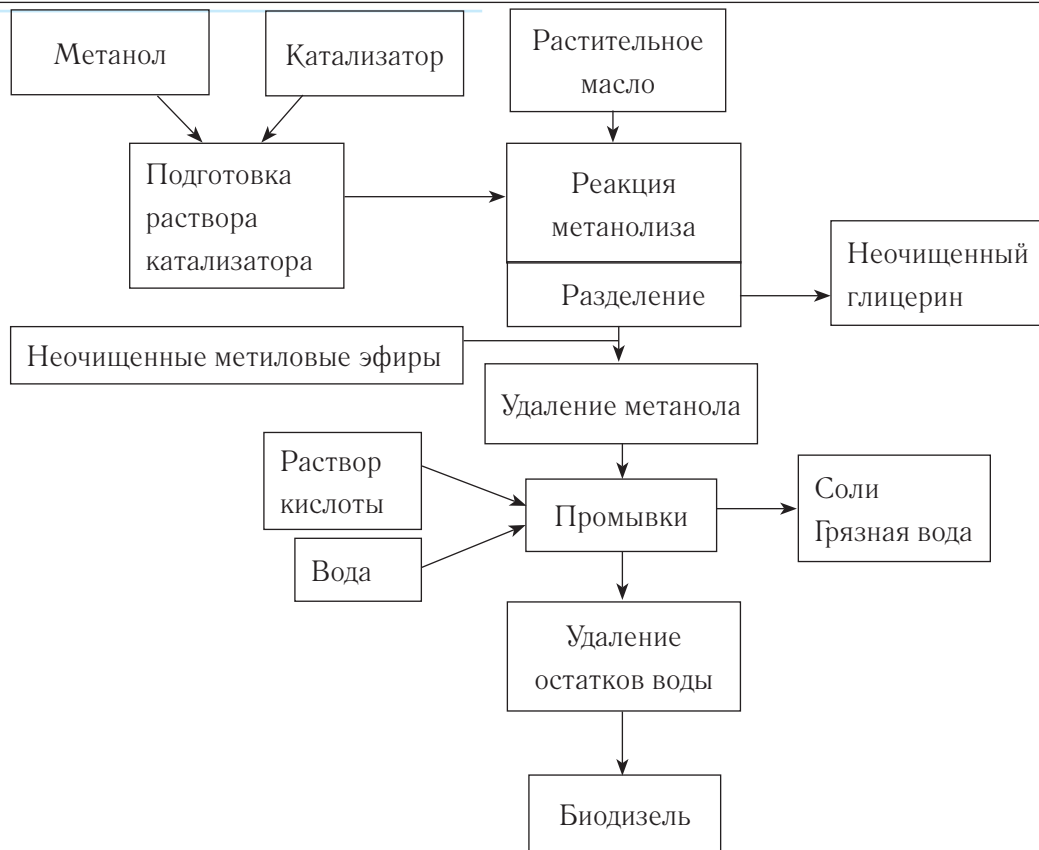 Метанол
Катализатор
Растительное
масло
Подготовка
раствора
катализатора
Реакция
метанолиза
Разделение
Неочищенный
глицерин
Неочищенные метиловые эфиры
Удаление метанола
Раствор
кислоты
Вода
Промывки
Соли
Грязная вода
Удаление
остатков воды
Биодизель